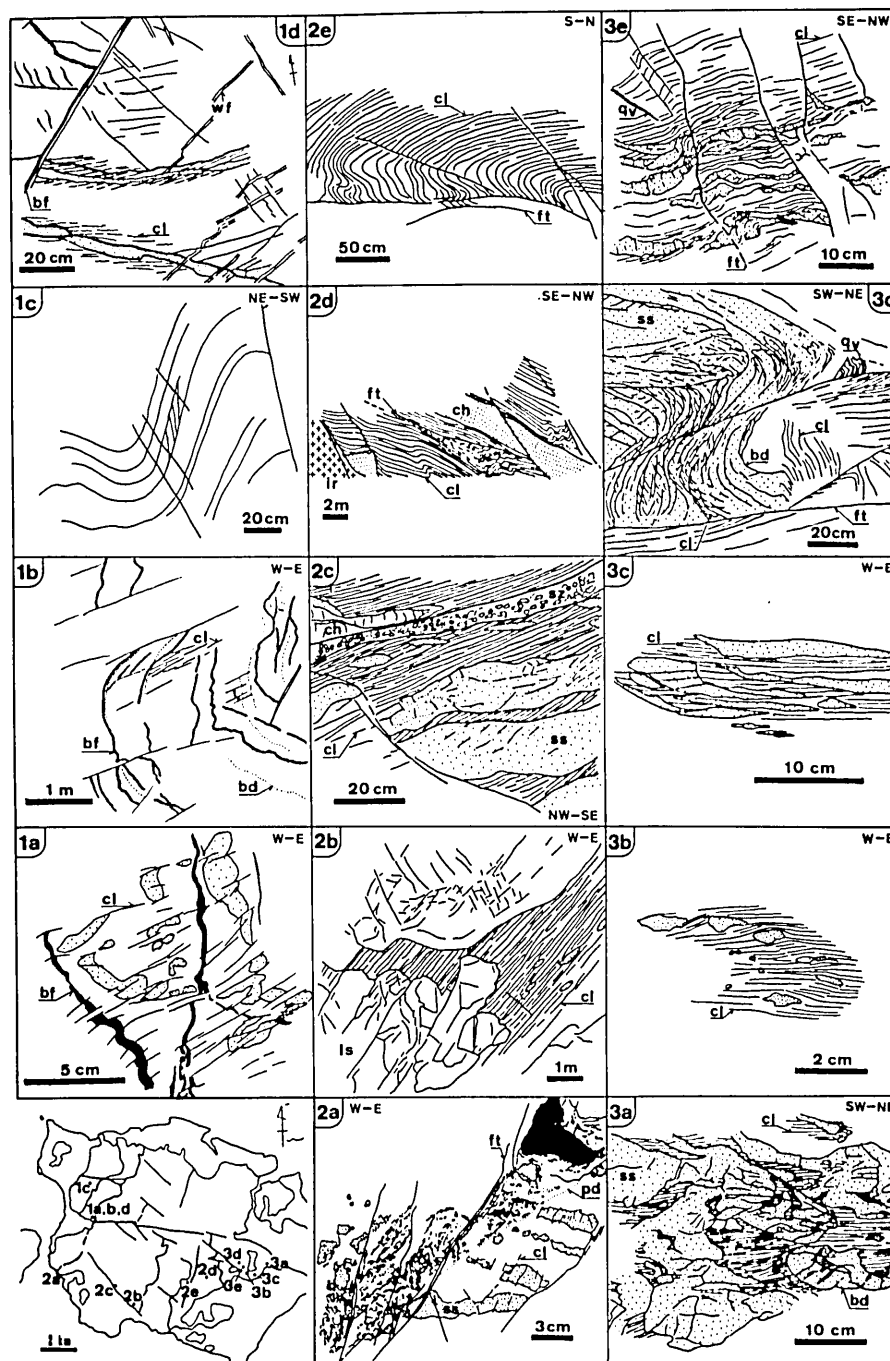 1d
wf
bf
cl
20 cm
2e
S-N
cl
ft
50 cm
3e
SE-NW
cl
qv
ft
10 cm
1c
NE-SW
20cm
2d
SE-NW
ft
ch
lr
cl
2m
3d
SW-NE
ss
qv
cl
bd
cl
ft
20cm
1b
W-E
cl
bf
bd
1 m
2c
ch
sz
cl
ss
20 cm
NW-SE
3c
W-E
cl
10 cm
1a
W-E
cl
bf
5 cm
2b
W-E
cl
ls
1m
3b
W-E
cl
2 cm
1c
1a,b,d
2a
2c
2b
2e
2d
3d
3e
3a
3c
3b
2a
W-E
ft
pd
cl
ss
3cm
3a
SW-NE
cl
ss
bd
10 cm